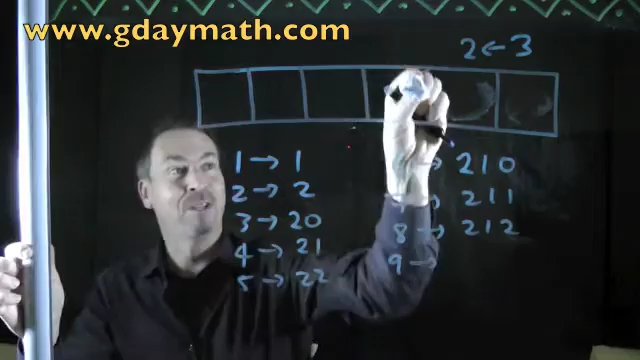 www.gdaymath.com
2 ← 3
1 → 1
2 → 2
3 → 20
4 → 21
5 → 22
→ 210
→ 211
8 → 212
9 →